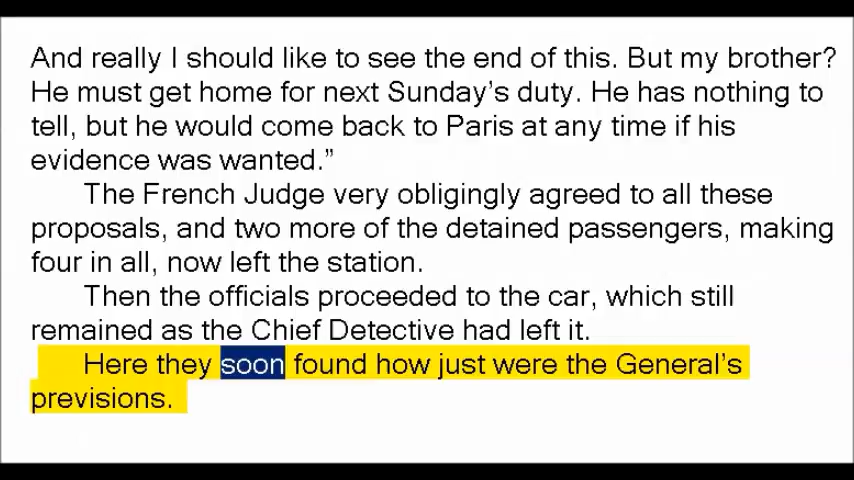 And really I should like to see the end of this. But my brother?
He must get home for next Sunday’s duty. He has nothing to
tell, but he would come back to Paris at any time if his
evidence was wanted.”
The French Judge very obligingly agreed to all these
proposals, and two more of the detained passengers, making
four in all, now left the station.
Then the officials proceeded to the car, which still
remained as the Chief Detective had left it.
Here they soon found how just were the General’s
previsions.